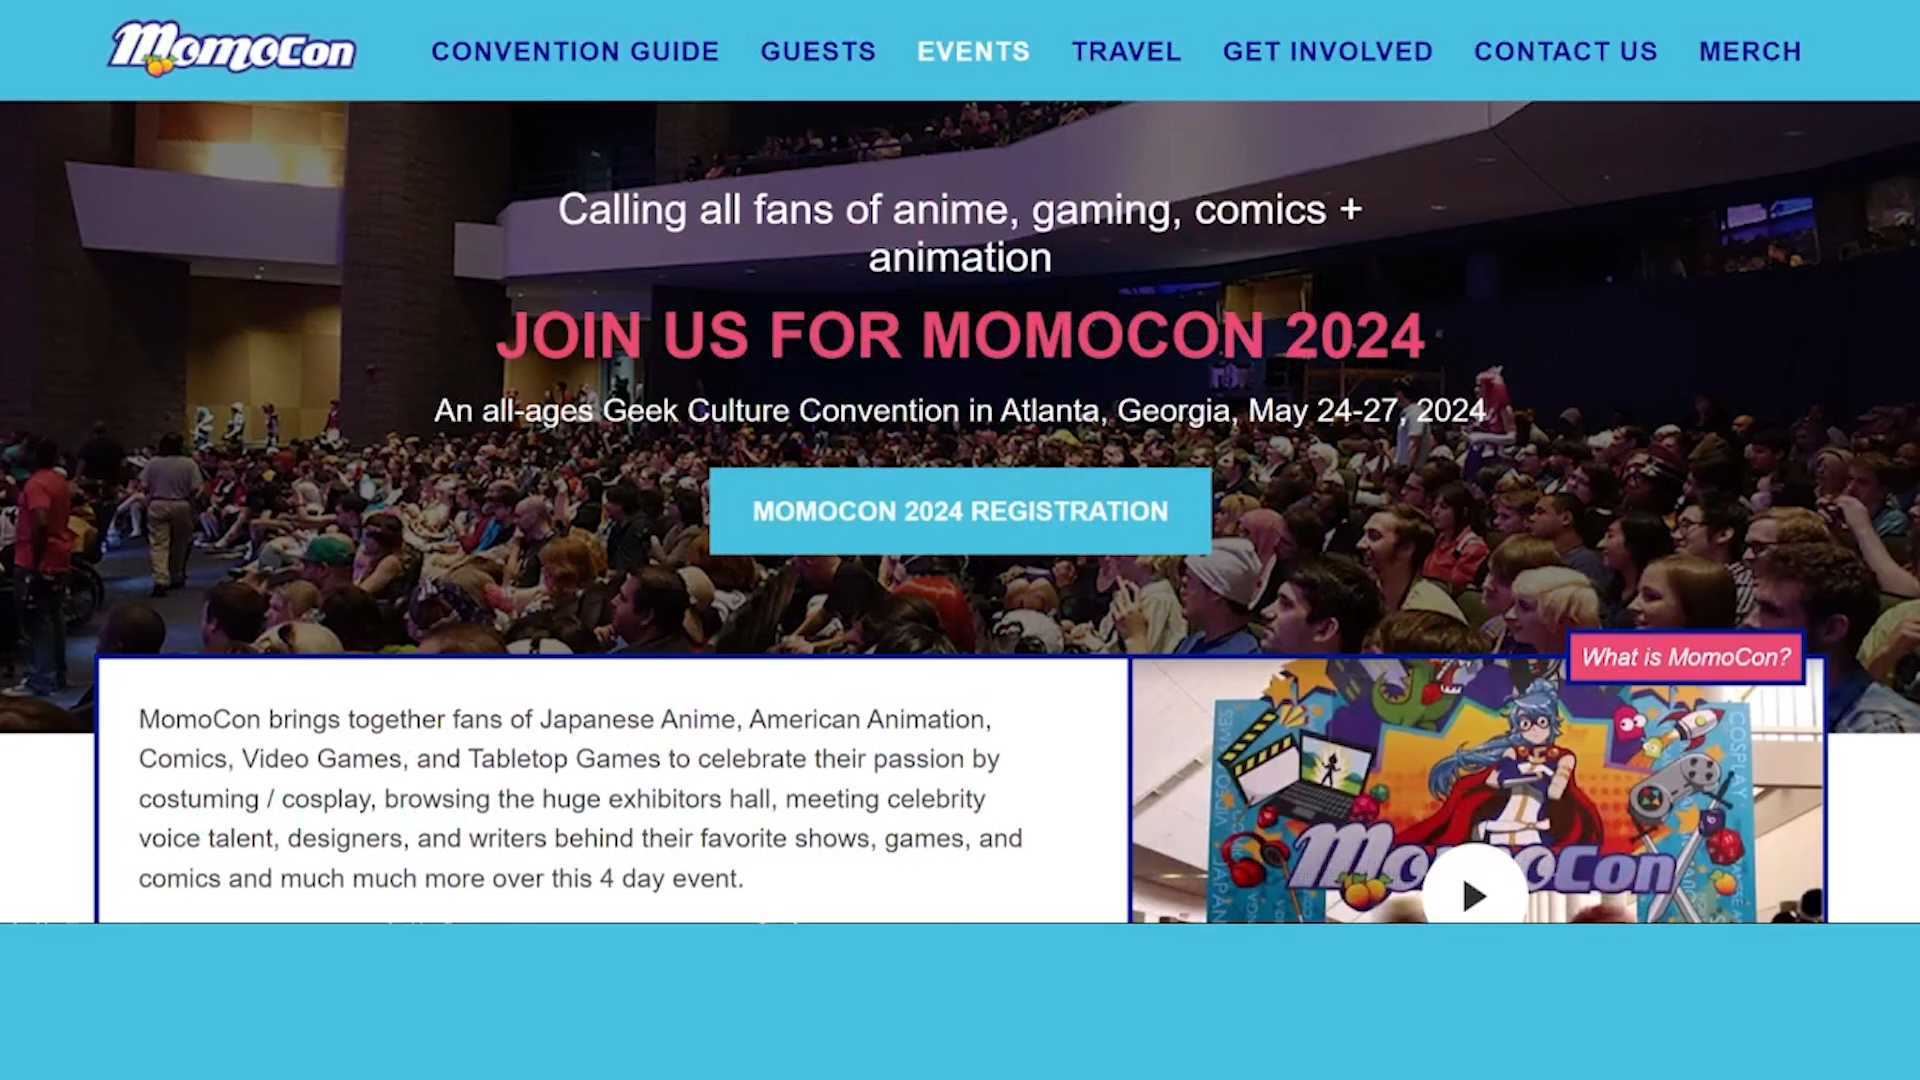 MomoCon
CONVENTION GUIDE GUESTS EVENTS TRAVEL GET INVOLVED CONTACT US MERCH
Calling all fans of anime, gaming, comics +
animation
JOIN US FOR MOMOCON 2024
An all-ages Geek Culture Convention in Atlanta, Georgia, May 24-27, 2024
MOMOCON 2024 REGISTRATION
What is MomoCon?
MomoCon brings together fans of Japanese Anime, American Animation,
Comics, Video Games, and Tabletop Games to celebrate their passion by
costuming / cosplay, browsing the huge exhibitors hall, meeting celebrity
voice talent, designers, and writers behind their favorite shows, games, and
comics and much much more over this 4 day event.
VIDEO GAMES
COSPLAY